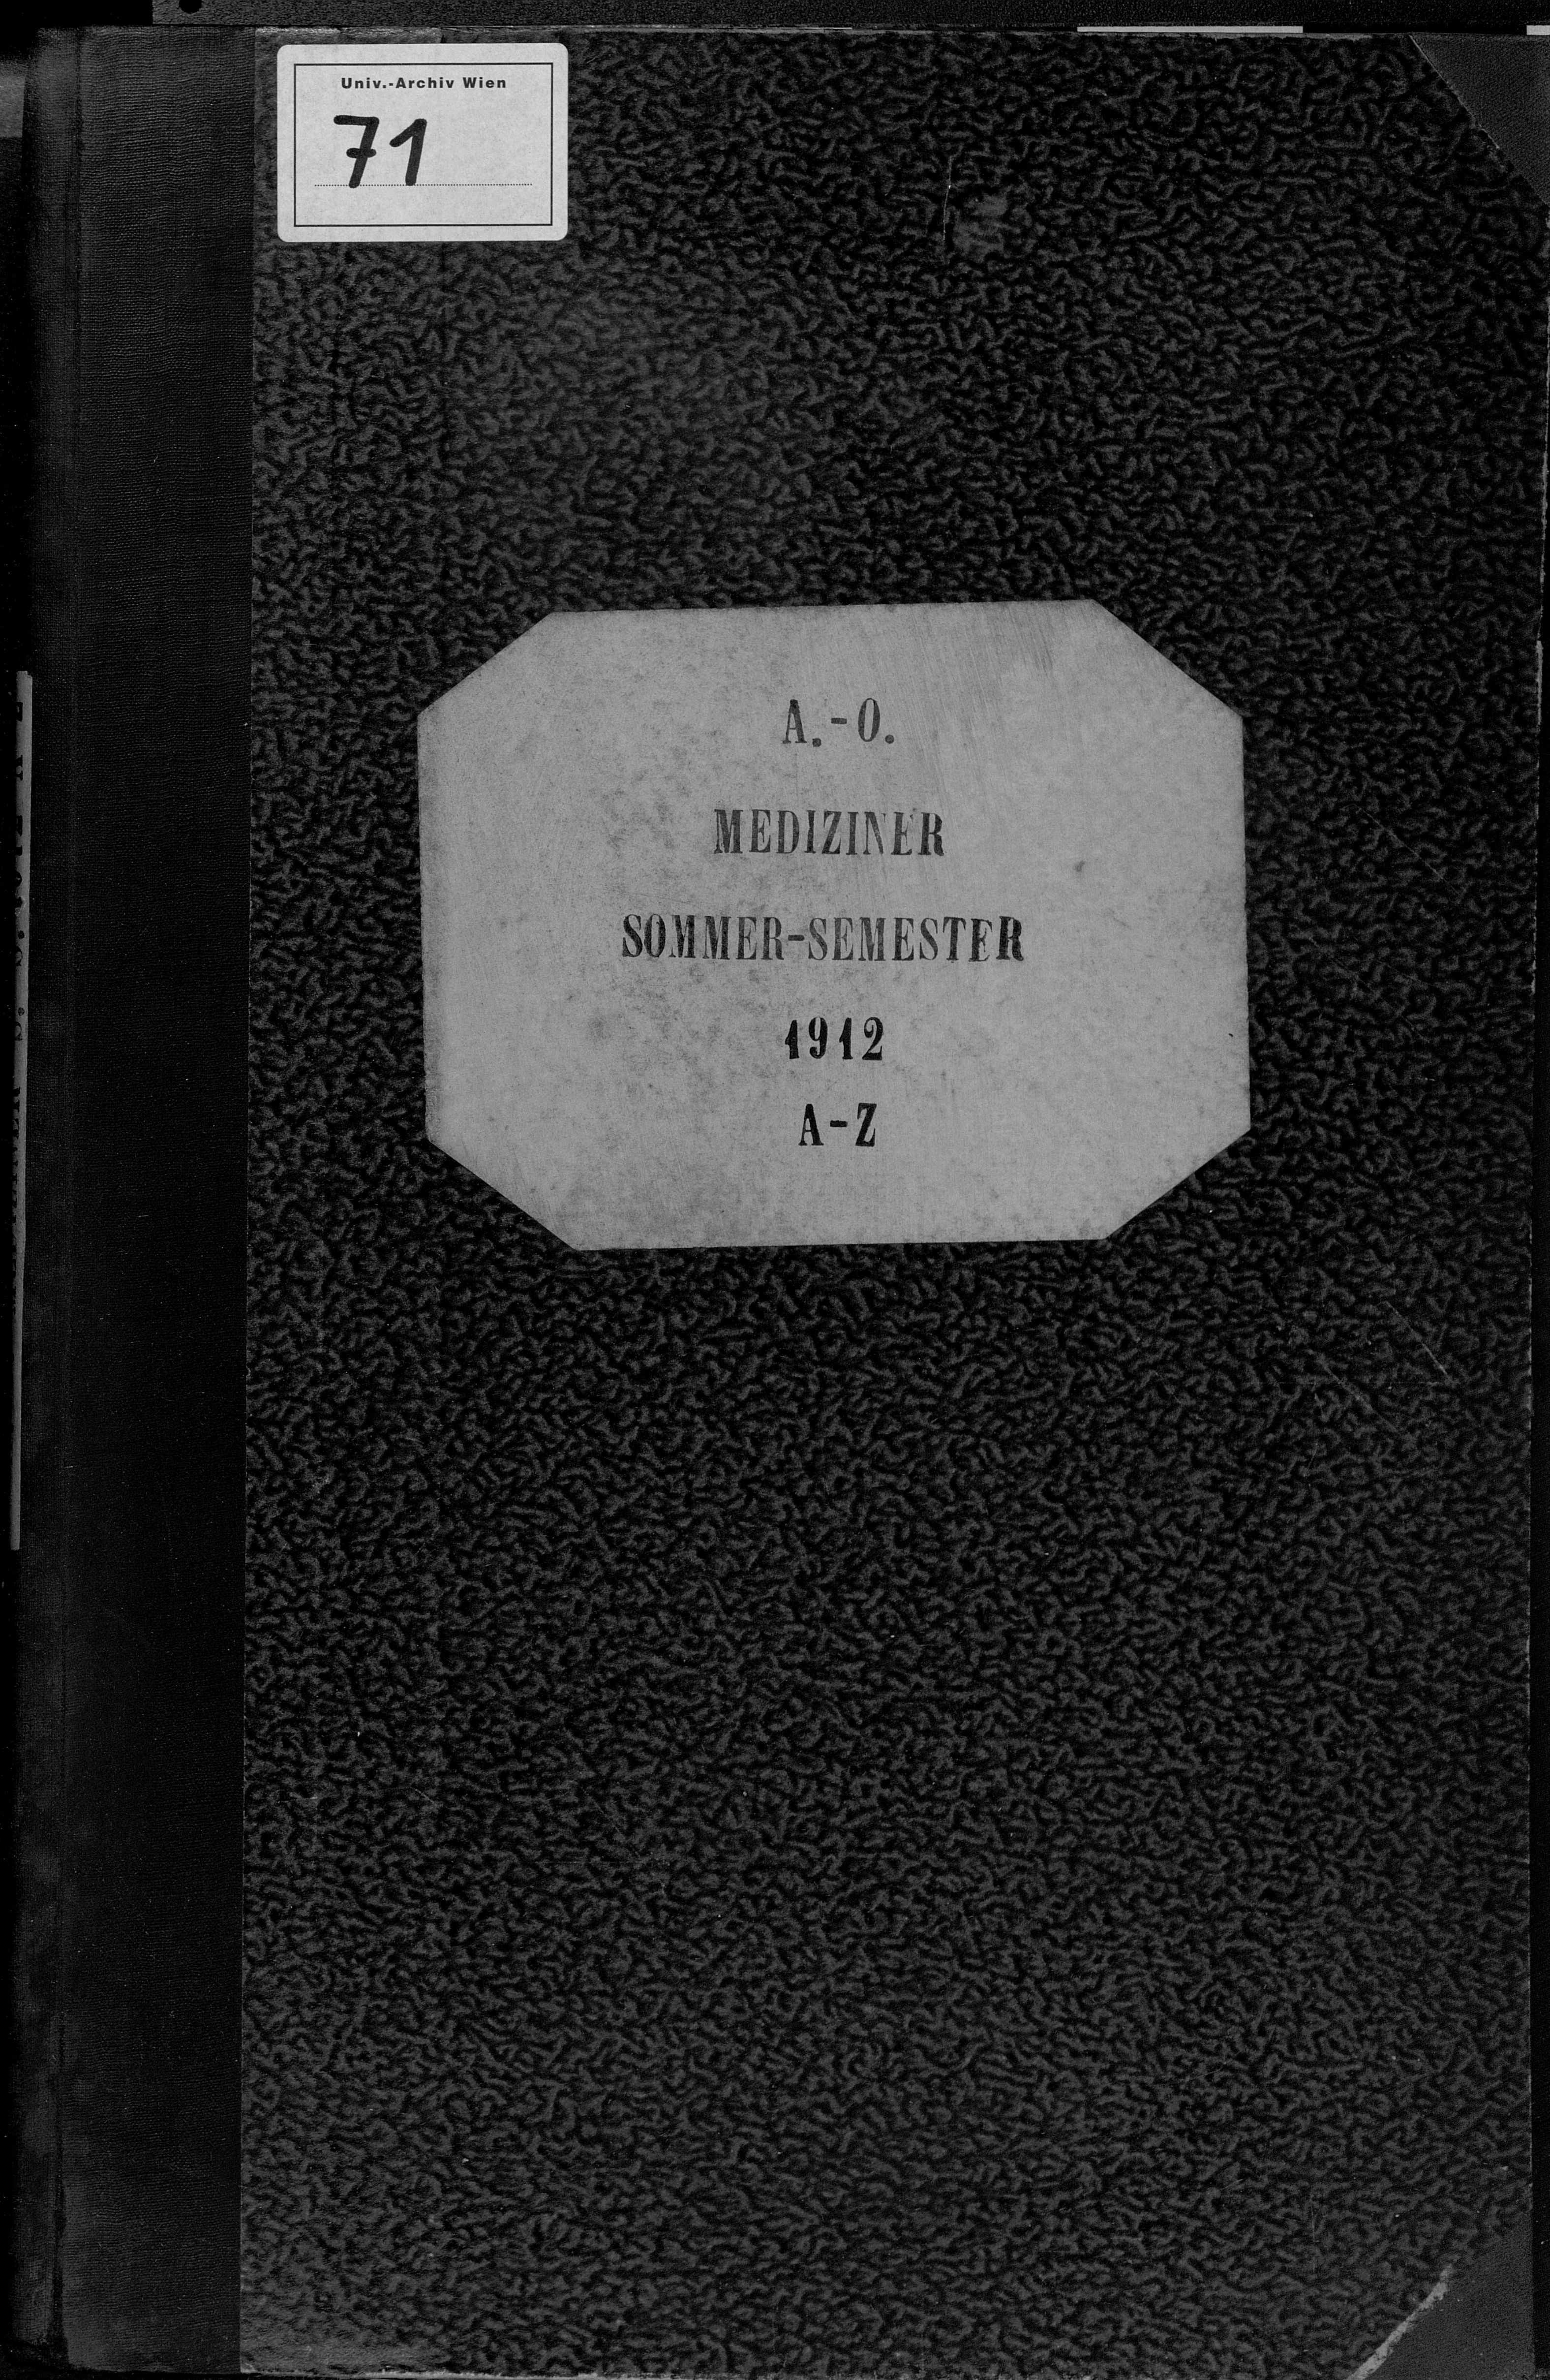 Univ.-Archiv Wien
71
A.-O.
MEDIZINER
SOMMER-SEMESTER
1912
A-Z